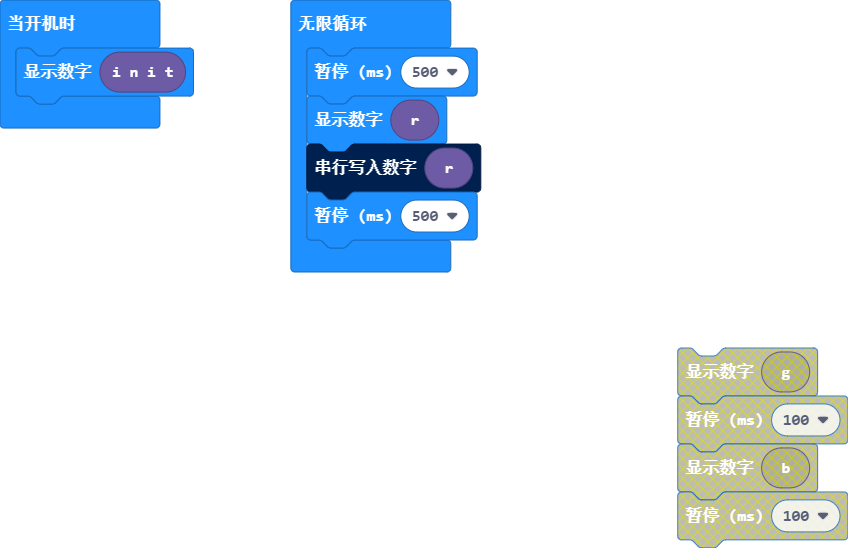 当开机时
显示数字 i n i t
无限循环
暂停 (ms) 500
显示数字 r
串行写入数字 r
暂停 (ms) 500
显示数字 g
暂停 (ms) 100
显示数字 b
暂停 (ms) 100